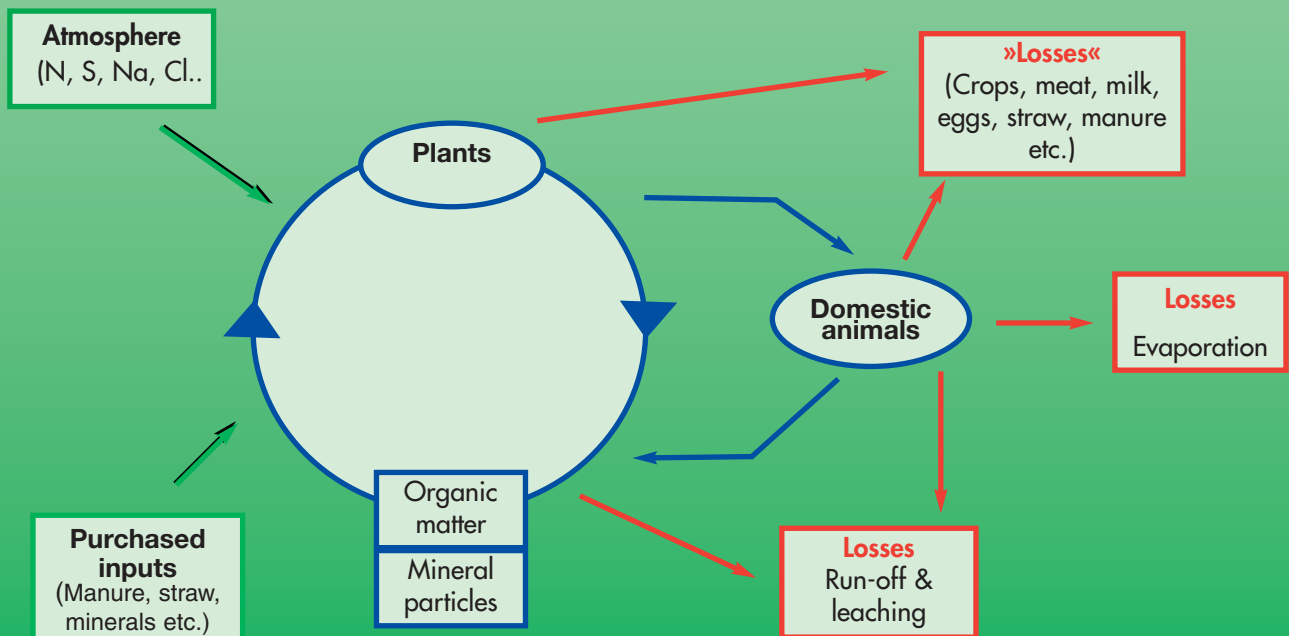 Atmosphere
(N, S, Na, Cl..
Plants
»Losses«
(Crops, meat, milk,
eggs, straw, manure
etc.)
Domestic
animals
Losses
Evaporation
Organic
matter
Mineral
particles
Purchased
inputs
(Manure, straw,
minerals etc.)
Losses
Run-off &
leaching